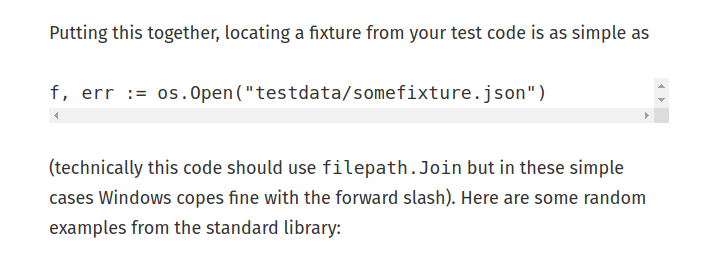 Putting this together, locating a fixture from your test code is as simple as
f, err := os.Open("testdata/somefixture.json")
(technically this code should use filepath.Join but in these simple
cases Windows copes fine with the forward slash). Here are some random
examples from the standard library: